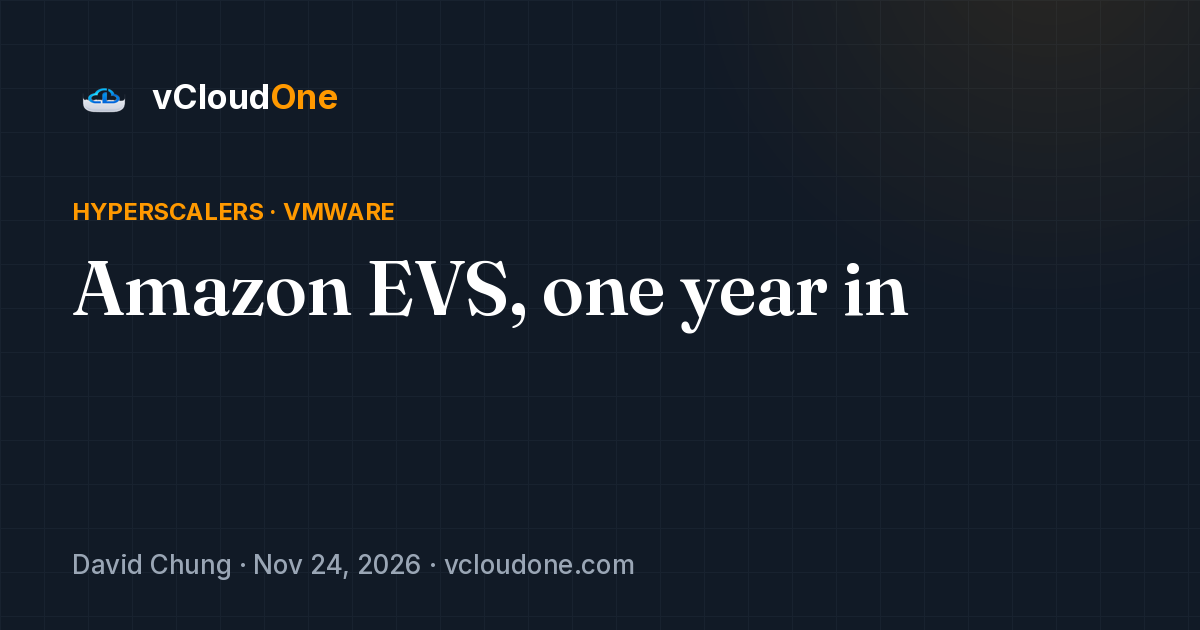 vCloudOne
HYPERSCALERS · VMWARE
Amazon EVS, one year in
David Chung · Nov 24, 2026 · vcloudone.com